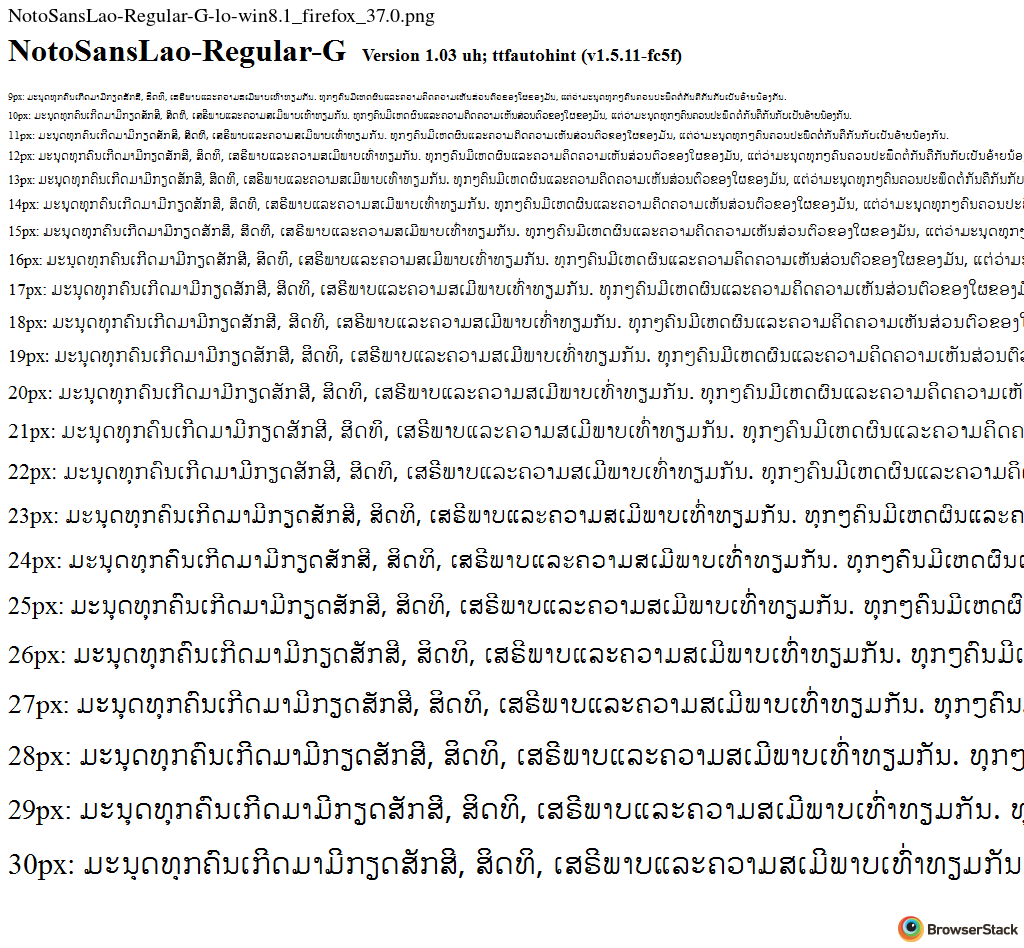 NotoSansLao-Regular-G-lo-win8.1_firefox_37.0.png
NotoSansLao-Regular-G Version 1.03 uh; ttfautohint (v1.5.11-fc5f)
9px: ມະນຸດທຸກຄົນເກີດມາມີກຽດສັກສີ, ສິດທິ, ເສຣີພາບແລະຄວາມສເມີພາບເທົ່າທຽມກັນ. ທຸກໆຄົນມີເຫດຜົນແລະຄວາມຄິດຄວາມເຫັນສ່ວນຕົວຂອງໃຜຂອງມັນ, ແຕ່ວ່າມະນຸດທຸກໆຄົນຄວນປະພຶດຕໍ່ກັນຄືກັນກັບເປັນອ້າຍນ້ອງກັນ.
10px: ມະນຸດທຸກຄົນເກີດມາມີກຽດສັກສີ, ສິດທິ, ເສຣີພາບແລະຄວາມສເມີພາບເທົ່າທຽມກັນ. ທຸກໆຄົນມີເຫດຜົນແລະຄວາມຄິດຄວາມເຫັນສ່ວນຕົວຂອງໃຜຂອງມັນ, ແຕ່ວ່າມະນຸດທຸກໆຄົນຄວນປະພຶດຕໍ່ກັນຄືກັນກັບເປັນອ້າຍນ້ອງກັນ.
11px: ມະນຸດທຸກຄົນເກີດມາມີກຽດສັກສີ, ສິດທິ, ເສຣີພາບແລະຄວາມສເມີພາບເທົ່າທຽມກັນ. ທຸກໆຄົນມີເຫດຜົນແລະຄວາມຄິດຄວາມເຫັນສ່ວນຕົວຂອງໃຜຂອງມັນ, ແຕ່ວ່າມະນຸດທຸກໆຄົນຄວນປະພຶດຕໍ່ກັນຄືກັນກັບເປັນອ້າຍນ້ອງກັນ.
12px: ມະນຸດທຸກຄົນເກີດມາມີກຽດສັກສີ, ສິດທິ, ເສຣີພາບແລະຄວາມສເມີພາບເທົ່າທຽມກັນ. ທຸກໆຄົນມີເຫດຜົນແລະຄວາມຄິດຄວາມເຫັນສ່ວນຕົວຂອງໃຜຂອງມັນ, ແຕ່ວ່າມະນຸດທຸກໆຄົນຄວນປະພຶດຕໍ່ກັນຄືກັນກັບເປັນອ້າຍນ້ອ
13px: ມະນຸດທຸກຄົນເກີດມາມີກຽດສັກສີ, ສິດທິ, ເສຣີພາບແລະຄວາມສເມີພາບເທົ່າທຽມກັນ. ທຸກໆຄົນມີເຫດຜົນແລະຄວາມຄິດຄວາມເຫັນສ່ວນຕົວຂອງໃຜຂອງມັນ, ແຕ່ວ່າມະນຸດທຸກໆຄົນຄວນປະພຶດຕໍ່ກັນຄືກັນກັບ
14px: ມະນຸດທຸກຄົນເກີດມາມີກຽດສັກສີ, ສິດທິ, ເສຣີພາບແລະຄວາມສເມີພາບເທົ່າທຽມກັນ. ທຸກໆຄົນມີເຫດຜົນແລະຄວາມຄິດຄວາມເຫັນສ່ວນຕົວຂອງໃຜຂອງມັນ, ແຕ່ວ່າມະນຸດທຸກໆຄົນຄວນປະພຶ
15px: ມະນຸດທຸກຄົນເກີດມາມີກຽດສັກສີ, ສິດທິ, ເສຣີພາບແລະຄວາມສເມີພາບເທົ່າທຽມກັນ. ທຸກໆຄົນມີເຫດຜົນແລະຄວາມຄິດຄວາມເຫັນສ່ວນຕົວຂອງໃຜຂອງມັນ, ແຕ່ວ່າມະນຸດທຸກໆ
16px: ມະນຸດທຸກຄົນເກີດມາມີກຽດສັກສີ, ສິດທິ, ເສຣີພາບແລະຄວາມສເມີພາບເທົ່າທຽມກັນ. ທຸກໆຄົນມີເຫດຜົນແລະຄວາມຄິດຄວາມເຫັນສ່ວນຕົວຂອງໃຜຂອງມັນ, ແຕ່ວ່າມະ
17px: ມະນຸດທຸກຄົນເກີດມາມີກຽດສັກສີ, ສິດທິ, ເສຣີພາບແລະຄວາມສເມີພາບເທົ່າທຽມກັນ. ທຸກໆຄົນມີເຫດຜົນແລະຄວາມຄິດຄວາມເຫັນສ່ວນຕົວຂອງໃຜຂອງມັ
18px: ມະນຸດທຸກຄົນເກີດມາມີກຽດສັກສີ, ສິດທິ, ເສຣີພາບແລະຄວາມສເມີພາບເທົ່າທຽມກັນ. ທຸກໆຄົນມີເຫດຜົນແລະຄວາມຄິດຄວາມເຫັນສ່ວນຕົວຂອງໃ
19px: ມະນຸດທຸກຄົນເກີດມາມີກຽດສັກສີ, ສິດທິ, ເສຣີພາບແລະຄວາມສເມີພາບເທົ່າທຽມກັນ. ທຸກໆຄົນມີເຫດຜົນແລະຄວາມຄິດຄວາມເຫັນສ່ວນຕົວ
20px: ມະນຸດທຸກຄົນເກີດມາມີກຽດສັກສີ, ສິດທິ, ເສຣີພາບແລະຄວາມສເມີພາບເທົ່າທຽມກັນ. ທຸກໆຄົນມີເຫດຜົນແລະຄວາມຄິດຄວາມເຫັ
21px: ມະນຸດທຸກຄົນເກີດມາມີກຽດສັກສີ, ສິດທິ, ເສຣີພາບແລະຄວາມສເມີພາບເທົ່າທຽມກັນ. ທຸກໆຄົນມີເຫດຜົນແລະຄວາມຄິດຄ
22px: ມະນຸດທຸກຄົນເກີດມາມີກຽດສັກສີ, ສິດທິ, ເສຣີພາບແລະຄວາມສເມີພາບເທົ່າທຽມກັນ. ທຸກໆຄົນມີເຫດຜົນແລະຄວາມຄິ
23px: ມະນຸດທຸກຄົນເກີດມາມີກຽດສັກສີ, ສິດທິ, ເສຣີພາບແລະຄວາມສເມີພາບເທົ່າທຽມກັນ. ທຸກໆຄົນມີເຫດຜົນແລະຄ
24px: ມະນຸດທຸກຄົນເກີດມາມີກຽດສັກສີ, ສິດທິ, ເສຣີພາບແລະຄວາມສເມີພາບເທົ່າທຽມກັນ. ທຸກໆຄົນມີເຫດຜົນແ
25px: ມະນຸດທຸກຄົນເກີດມາມີກຽດສັກສີ, ສິດທິ, ເສຣີພາບແລະຄວາມສເມີພາບເທົ່າທຽມກັນ. ທຸກໆຄົນມີເຫດຜົ
26px: ມະນຸດທຸກຄົນເກີດມາມີກຽດສັກສີ, ສິດທິ, ເສຣີພາບແລະຄວາມສເມີພາບເທົ່າທຽມກັນ. ທຸກໆຄົນມີເ
27px: ມະນຸດທຸກຄົນເກີດມາມີກຽດສັກສີ, ສິດທິ, ເສຣີພາບແລະຄວາມສເມີພາບເທົ່າທຽມກັນ. ທຸກໆຄົນ
28px: ມະນຸດທຸກຄົນເກີດມາມີກຽດສັກສີ, ສິດທິ, ເສຣີພາບແລະຄວາມສເມີພາບເທົ່າທຽມກັນ. ທຸກໆ
29px: ມະນຸດທຸກຄົນເກີດມາມີກຽດສັກສີ, ສິດທິ, ເສຣີພາບແລະຄວາມສເມີພາບເທົ່າທຽມກັນ. ທຸ
30px: ມະນຸດທຸກຄົນເກີດມາມີກຽດສັກສີ, ສິດທິ, ເສຣີພາບແລະຄວາມສເມີພາບເທົ່າທຽມກັນ
BrowserStack